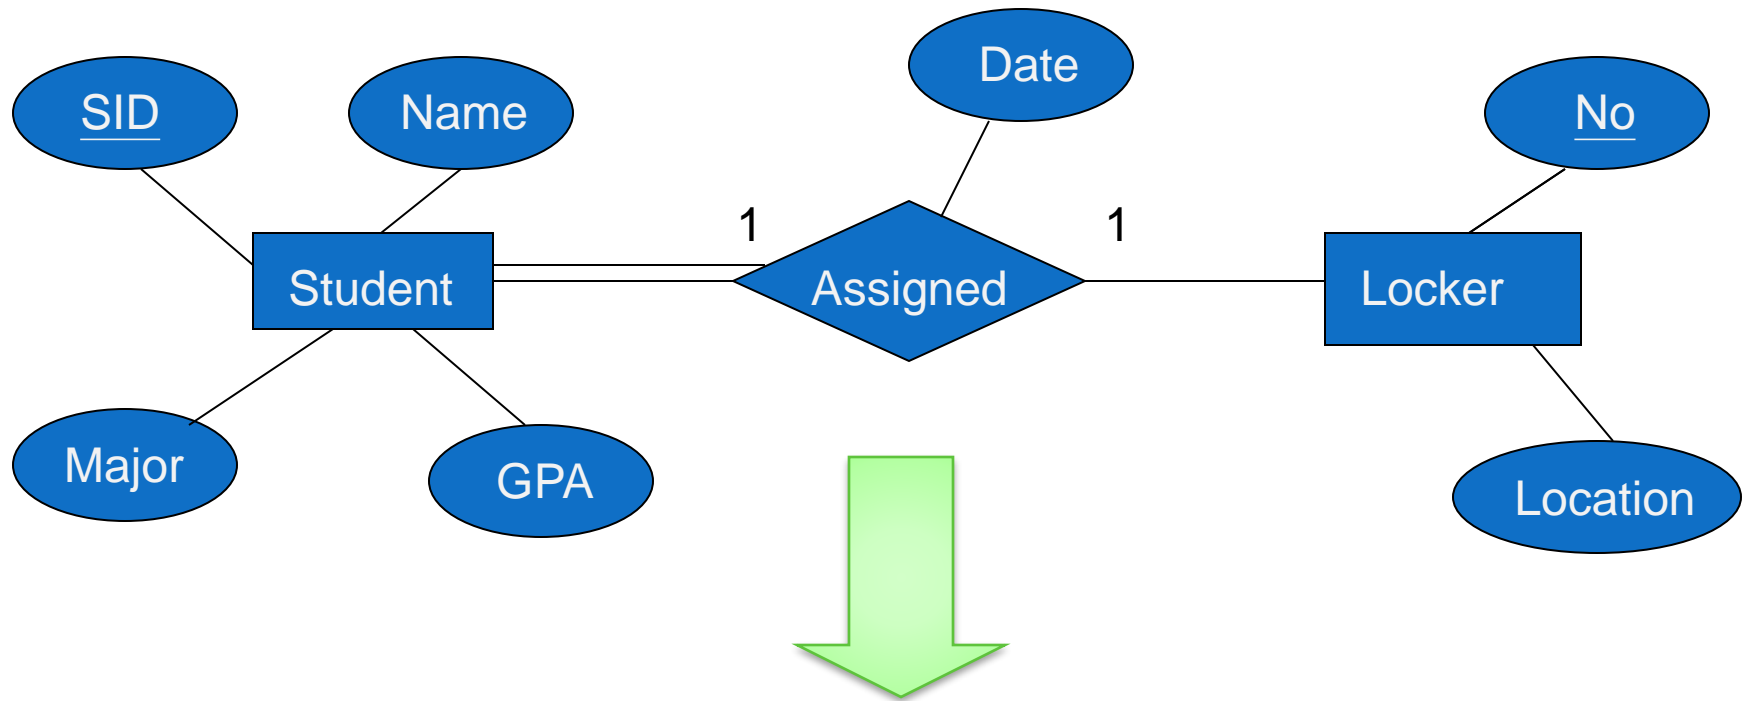 Date
SID
Name
No
1
1
Student
Assigned
Locker
Major
GPA
Location